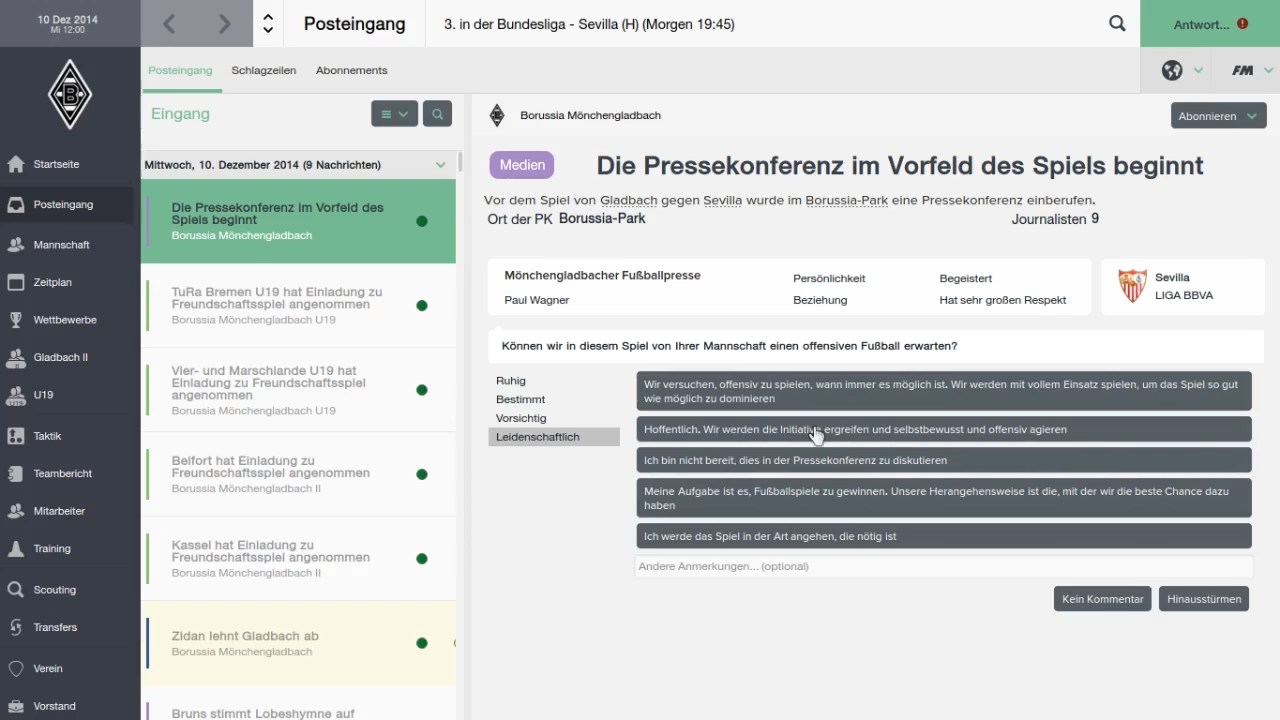 10 Dez 2014
Mi 12:00
Posteingang
3. in der Bundesliga - Sevilla (H) (Morgen 19:45)
Antwort...
Posteingang
Schlagzeilen
Abonnements
FM
Eingang
Borussia Mönchengladbach
Abonnieren
Startseite
Posteingang
Mannschaft
Zeitplan
Wettbewerbe
Gladbach II
U19
Taktik
Teambericht
Mitarbeiter
Training
Scouting
Transfers
Verein
Vorstand
Mittwoch, 10. Dezember 2014 (9 Nachrichten)
Die Pressekonferenz im Vorfeld des
Spiels beginnt
Borussia Mönchengladbach
TuRa Bremen U19 hat Einladung zu
Freundschaftsspiel angenommen
Borussia Mönchengladbach U19
Vier- und Marschlande U19 hat
Einladung zu Freundschaftsspiel
angenommen
Borussia Mönchengladbach U19
Belfort hat Einladung zu
Freundschaftsspiel angenommen
Borussia Mönchengladbach II
Kassel hat Einladung zu
Freundschaftsspiel angenommen
Borussia Mönchengladbach II
Zidan lehnt Gladbach ab
Borussia Mönchengladbach
Bruns stimmt Lobeshymne auf
Medien
Die Pressekonferenz im Vorfeld des Spiels beginnt
Vor dem Spiel von Gladbach gegen Sevilla wurde im Borussia-Park eine Pressekonferenz einberufen.
Ort der PK Borussia-Park
Journalisten 9
Mönchengladbacher Fußballpresse
Persönlichkeit
Begeistert
Paul Wagner
Beziehung
Hat sehr großen Respekt
Sevilla
LIGA BBVA
Können wir in diesem Spiel von Ihrer Mannschaft einen offensiven Fußball erwarten?
Ruhig
Bestimmt
Vorsichtig
Leidenschaftlich
Wir versuchen, offensiv zu spielen, wann immer es möglich ist. Wir werden mit vollem Einsatz spielen, um das Spiel so gut
wie möglich zu dominieren
Hoffentlich. Wir werden die Initiative ergreifen und selbstbewusst und offensiv agieren
Ich bin nicht bereit, dies in der Pressekonferenz zu diskutieren
Meine Aufgabe ist es, Fußballspiele zu gewinnen. Unsere Herangehensweise ist die, mit der wir die beste Chance dazu
haben
Ich werde das Spiel in der Art angehen, die nötig ist
Andere Anmerkungen... (optional)
Kein Kommentar
Hinausstürmen